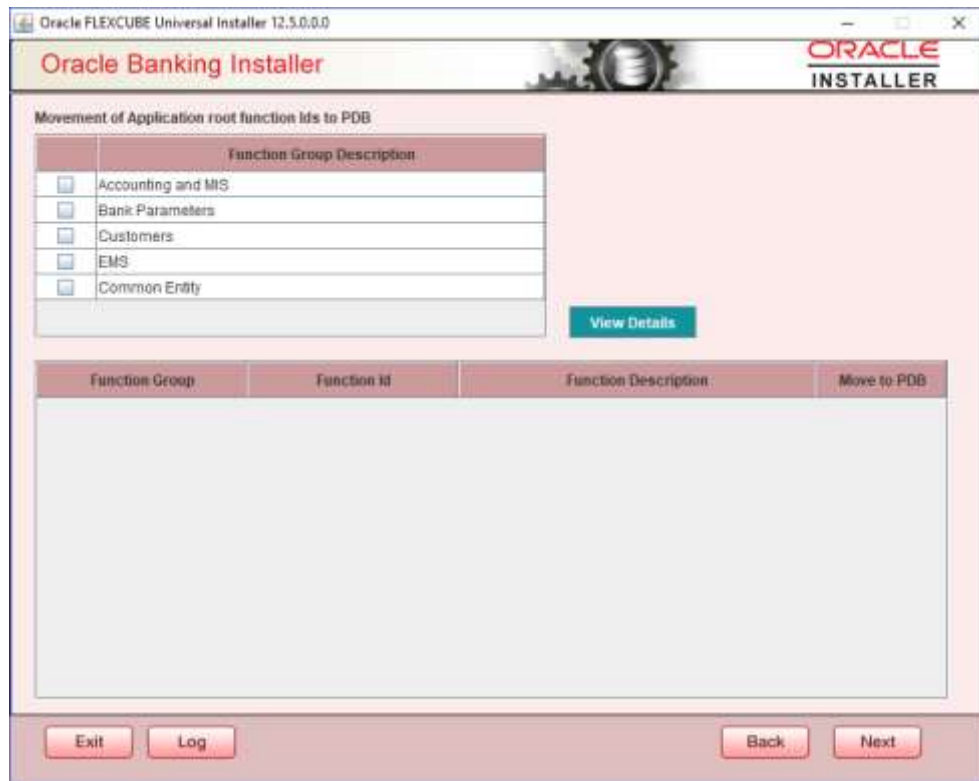 Oracle FLEXCUBE Universal Installer 12.5.0.0.0
Oracle Banking Installer
ORACLE
INSTALLER
Movement of Application root function Ids to PDB
Function Group Description
Accounting and MIS
Bank Parameters
Customers
EMS
Common Entity
View Details
Function Group Function Id Function Description Move to PDB
Exit Log Back Next